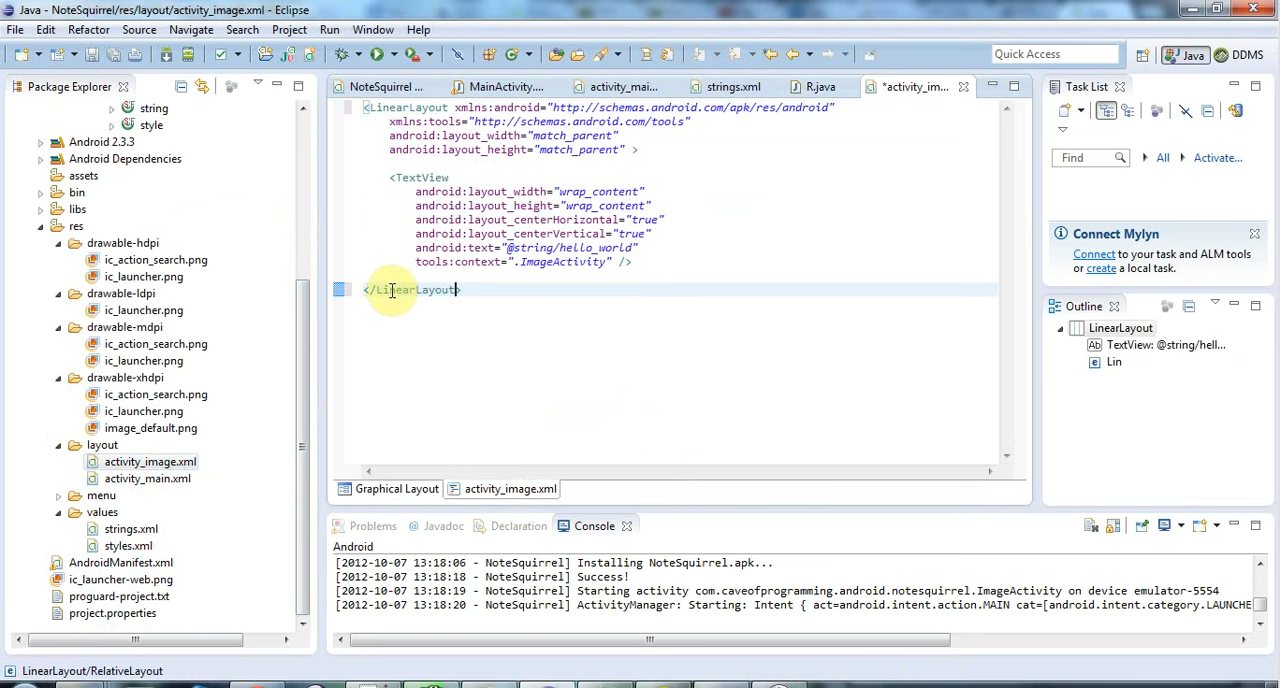 Java - NoteSquirrel/res/layout/activity_image.xml - Eclipse
File Edit Refactor Source Navigate Search Project Run Window Help
Quick Access
Java
DDMS
Package Explorer
string
style
Android 2.3.3
Android Dependencies
assets
bin
libs
res
drawable-hdpi
ic_action_search.png
ic_launcher.png
drawable-ldpi
ic_launcher.png
drawable-mdpi
ic_action_search.png
ic_launcher.png
drawable-xhdpi
ic_action_search.png
ic_launcher.png
image_default.png
layout
activity_image.xml
activity_main.xml
menu
values
strings.xml
styles.xml
AndroidManifest.xml
ic_launcher-web.png
proguard-project.txt
project.properties
NoteSquirrel ... MainActivity.... activity_mai... strings.xml R.java *activity_im...
<LinearLayout xmlns:android="http://schemas.android.com/apk/res/android"
xmlns:tools="http://schemas.android.com/tools"
android:layout_width="match_parent"
android:layout_height="match_parent" >
<TextView
android:layout_width="wrap_content"
android:layout_height="wrap_content"
android:layout_centerHorizontal="true"
android:layout_centerVertical="true"
android:text="@string/hello_world"
tools:context=".ImageActivity" />
</LinearLayout>
Graphical Layout activity_image.xml
Problems @ Javadoc Declaration Console
Android
[2012-10-07 13:18:06 - NoteSquirrel] Installing NoteSquirrel.apk...
[2012-10-07 13:18:18 - NoteSquirrel] Success!
[2012-10-07 13:18:19 - NoteSquirrel] Starting activity com.caveofprogramming.android.notesquirrel.ImageActivity on device emulator-5554
[2012-10-07 13:18:20 - NoteSquirrel] ActivityManager: Starting: Intent { act=android.intent.action.MAIN cat=[android.intent.category.LAUNCHE
Task List
Find All Activate...
Connect Mylyn
Connect to your task and ALM tools
or create a local task.
Outline
LinearLayout
Ab TextView: @string/hell...
e Lin
e LinearLayout/RelativeLayout